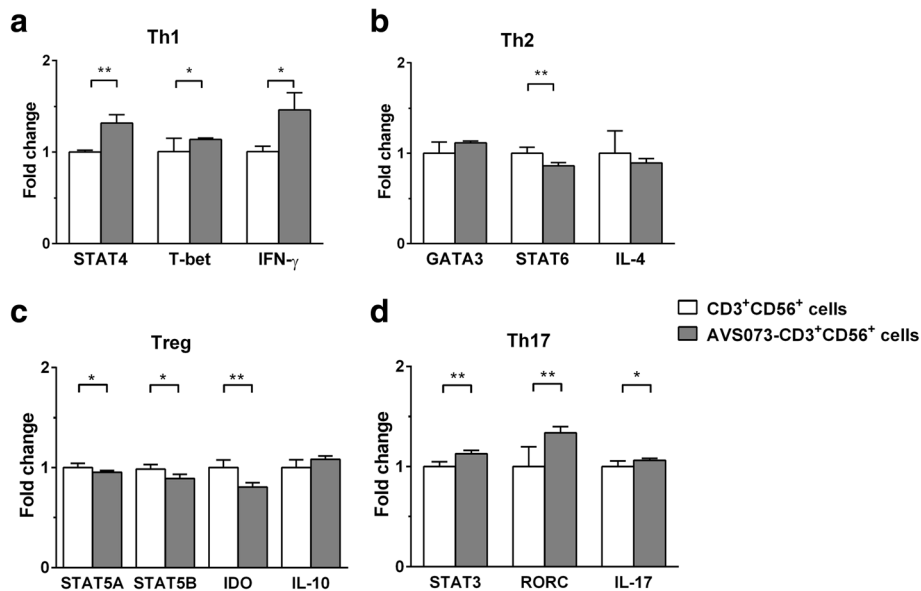 a
Th1
Fold change
2
1
0
** * *
STAT4 T-bet IFN-γ
b
Th2
Fold change
2
1
0
**
GATA3 STAT6 IL-4
c
Treg
Fold change
2
1
0
* * **
STAT5A STAT5B IDO IL-10
d
Th17
Fold change
2
1
0
** ** *
STAT3 RORC IL-17
CD3⁺CD56⁺ cells
AVS073-CD3⁺CD56⁺ cells